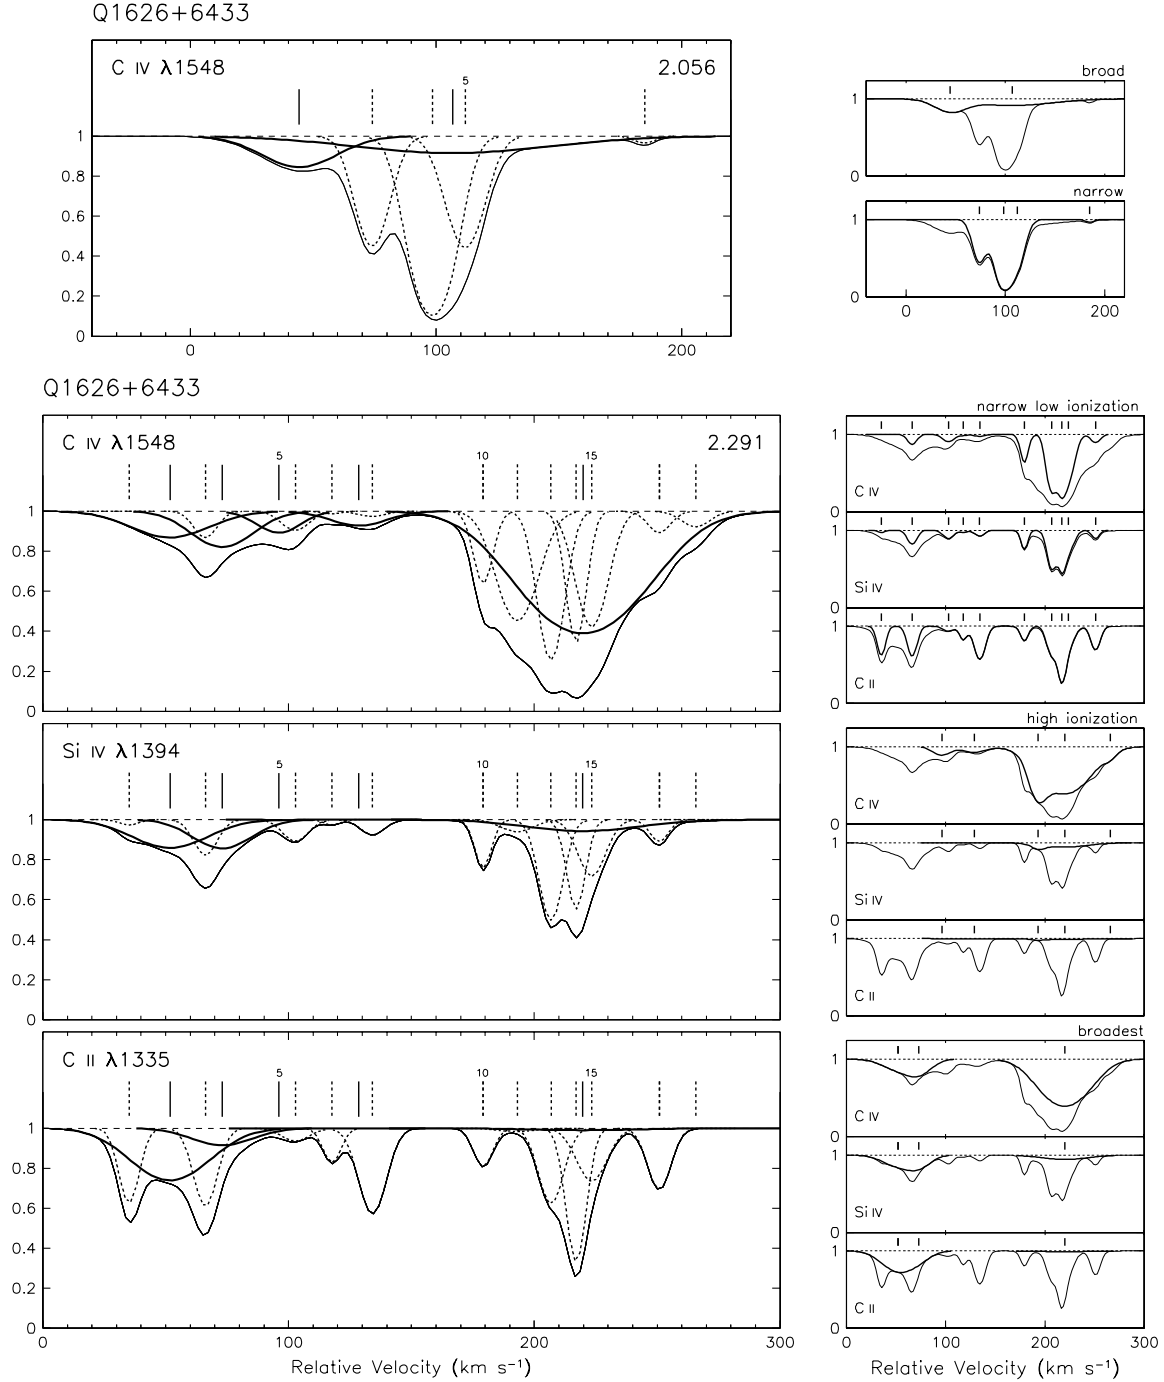 Q1626+6433
C IV λ1548
2.056
5
1
0.8
0.6
0.4
0.2
0
0 100 200
broad
1
0
narrow
1
0
0 100 200
Q1626+6433
C IV λ1548
2.291
5 10 15
1
0.8
0.6
0.4
0.2
0
Si IV λ1394
5 10 15
1
0.8
0.6
0.4
0.2
0
C II λ1335
5 10 15
1
0.8
0.6
0.4
0.2
0
0 100 200 300
Relative Velocity (km s⁻¹)
narrow low ionization
1
C IV
0
1
Si IV
0
1
C II
0
high ionization
1
C IV
0
1
Si IV
0
1
C II
0
broadest
1
C IV
0
1
Si IV
0
1
C II
0
0 100 200 300
Relative Velocity (km s⁻¹)